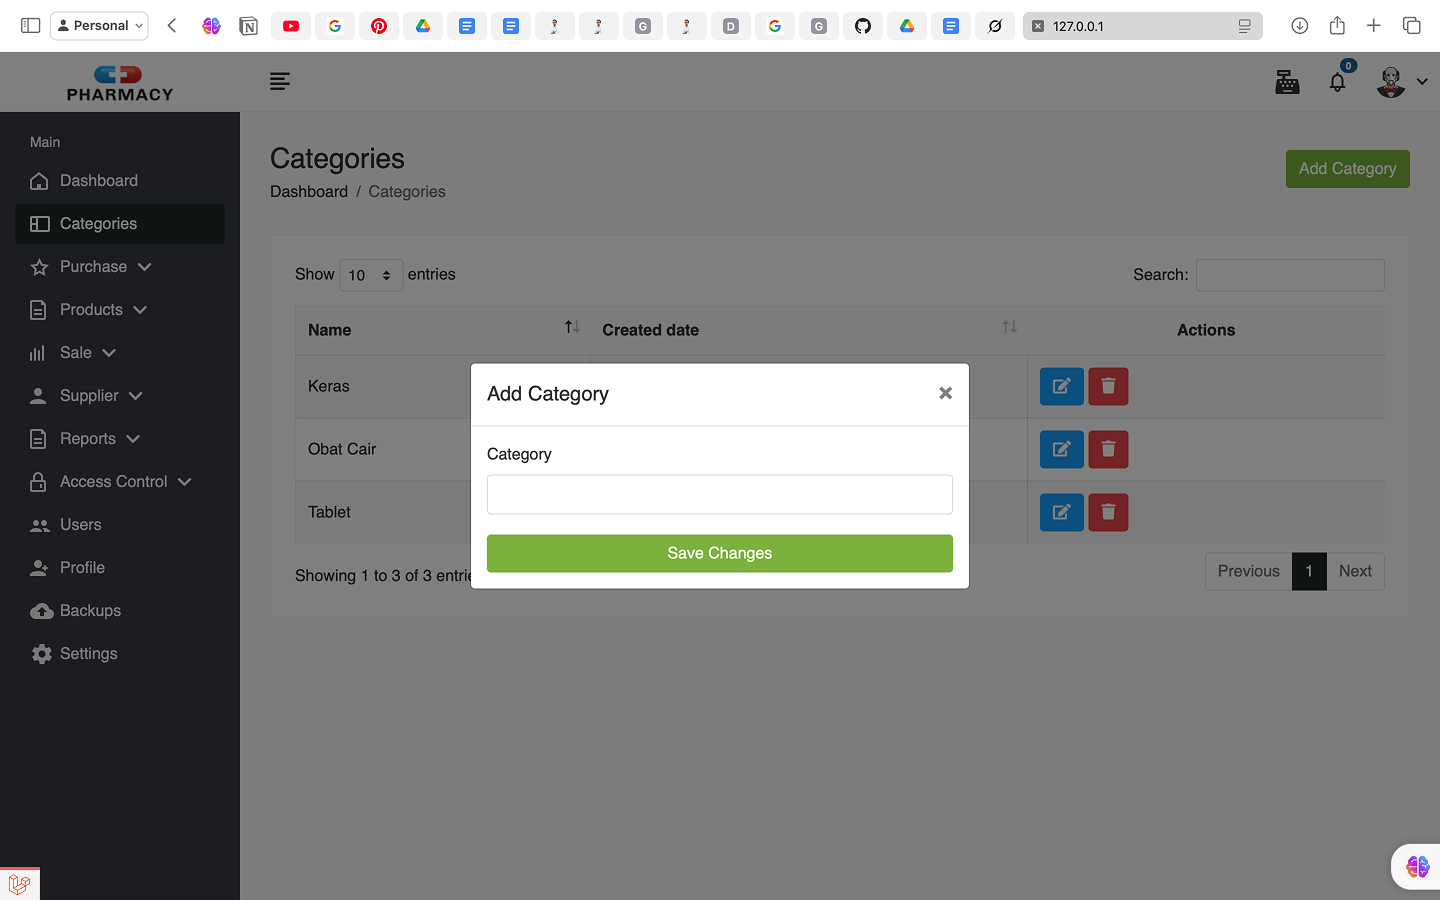 Personal
G
D
G
127.0.0.1
PHARMACY
0
Main
Dashboard
Categories
Purchase
Products
Sale
Supplier
Reports
Access Control
Users
Profile
Backups
Settings
Categories
Dashboard / Categories
Add Category
Show 10 entries
Search:
Name Created date Actions
Keras
Obat Cair
Tablet
Showing 1 to 3 of 3 entrie
Previous 1 Next
Add Category
×
Category
Save Changes